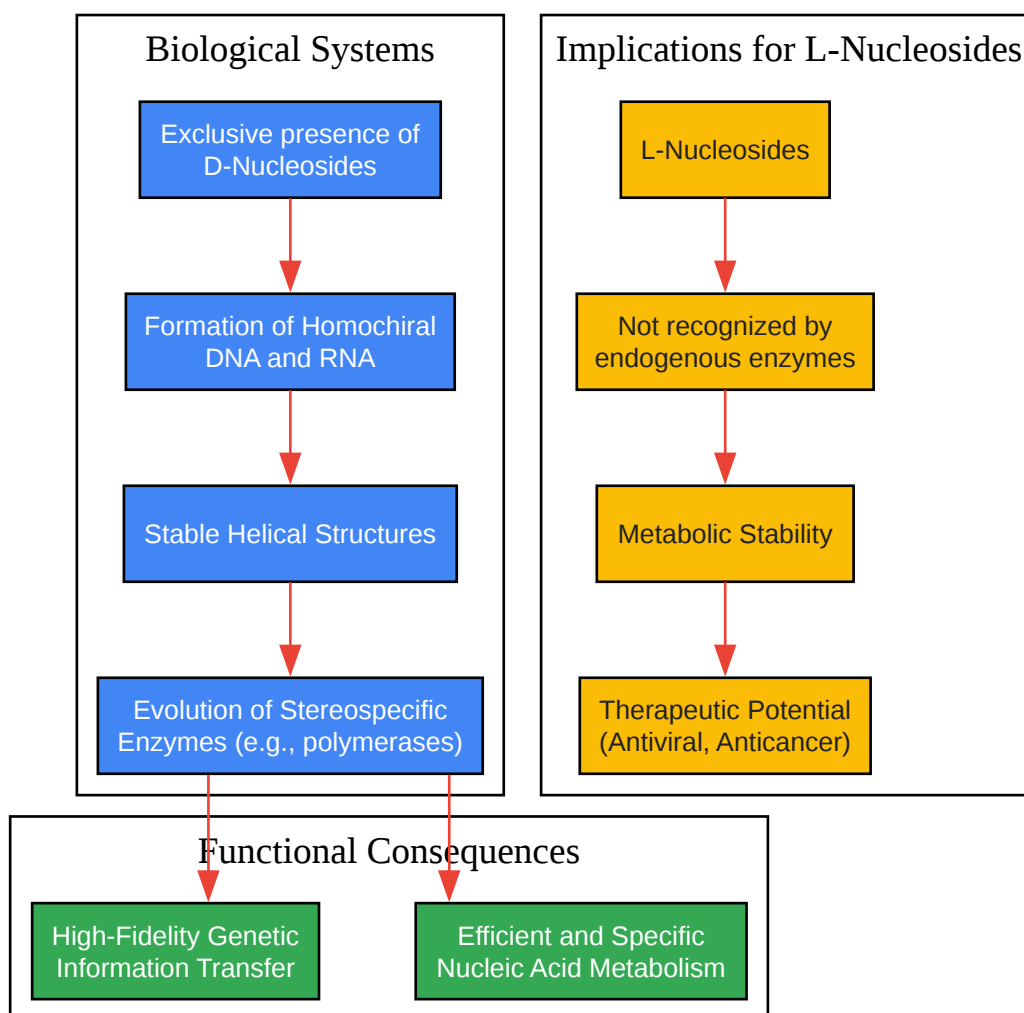 Biological Systems
Exclusive presence of
D-Nucleosides
Formation of Homochiral
DNA and RNA
Stable Helical Structures
Evolution of Stereospecific
Enzymes (e.g., polymerases)
Implications for L-Nucleosides
L-Nucleosides
Not recognized by
endogenous enzymes
Metabolic Stability
Therapeutic Potential
(Antiviral, Anticancer)
Functional Consequences
High-Fidelity Genetic
Information Transfer
Efficient and Specific
Nucleic Acid Metabolism